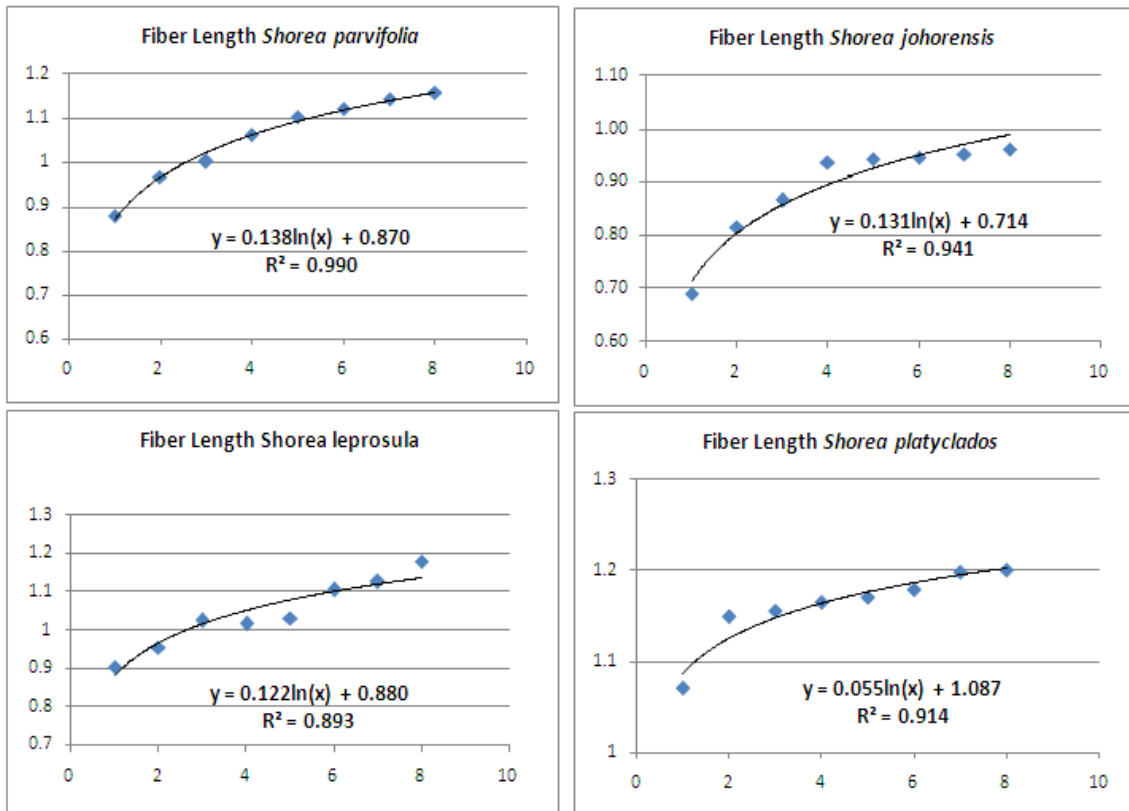 Fiber Length Shorea parvifolia
1.2
1.1
1
0.9
0.8
0.7
0.6
y = 0.138ln(x) + 0.870
R² = 0.990
0 2 4 6 8 10
Fiber Length Shorea johorensis
1.10
1.00
0.90
0.80
0.70
0.60
y = 0.131ln(x) + 0.714
R² = 0.941
0 2 4 6 8 10
Fiber Length Shorea leprosula
1.3
1.2
1.1
1
0.9
0.8
0.7
y = 0.122ln(x) + 0.880
R² = 0.893
0 2 4 6 8 10
Fiber Length Shorea platyclados
1.3
1.2
1.1
1
y = 0.055ln(x) + 1.087
R² = 0.914
0 2 4 6 8 10